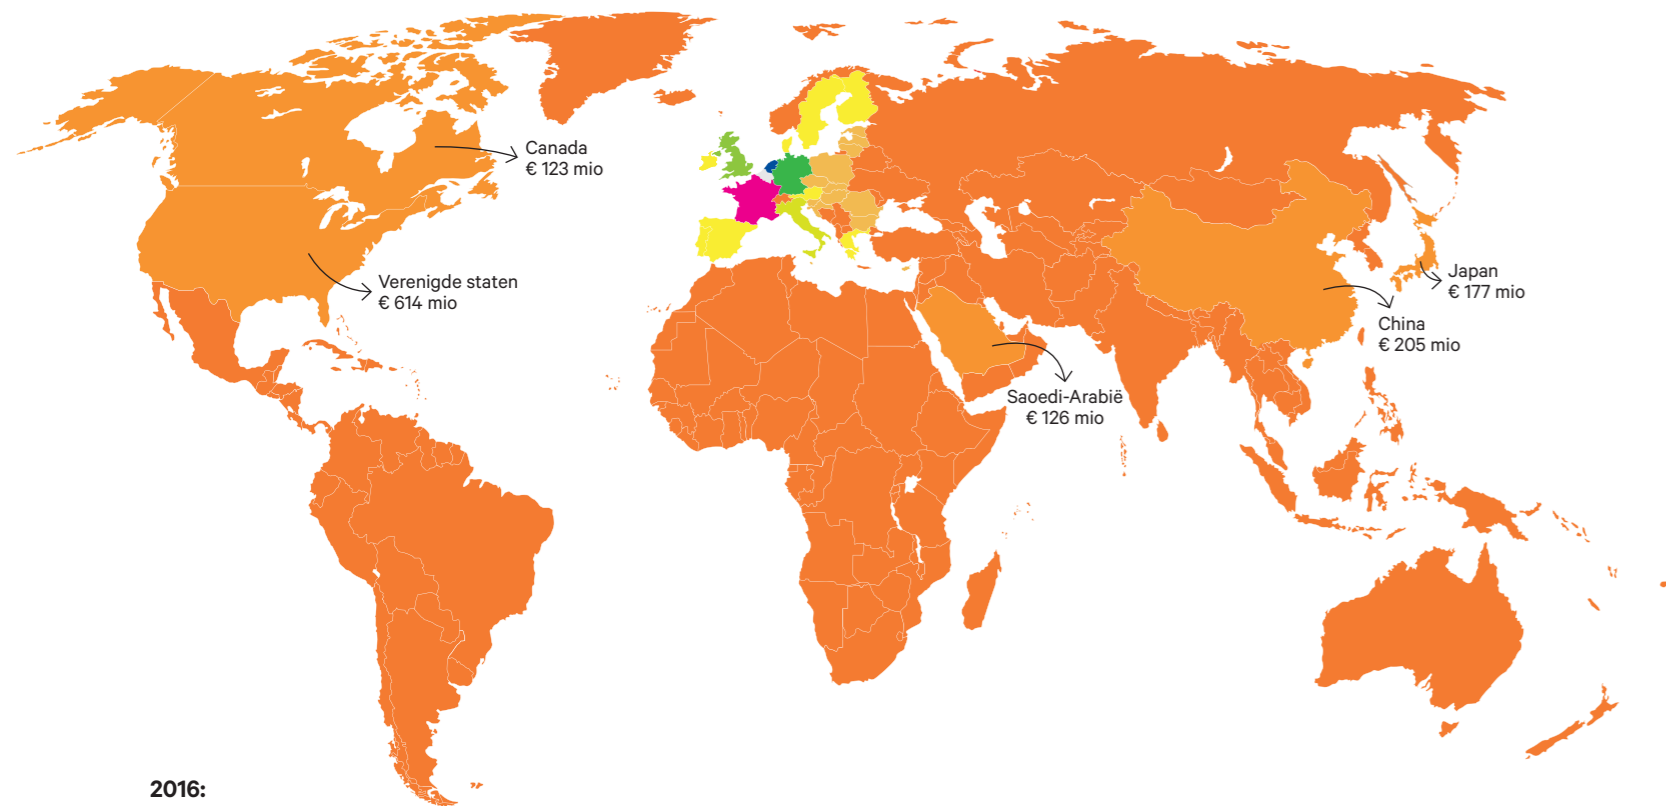 Canada
€ 123 mio
Verenigde staten
€ 614 mio
Japan
€ 177 mio
China
€ 205 mio
Saoedi-Arabië
€ 126 mio
2016: